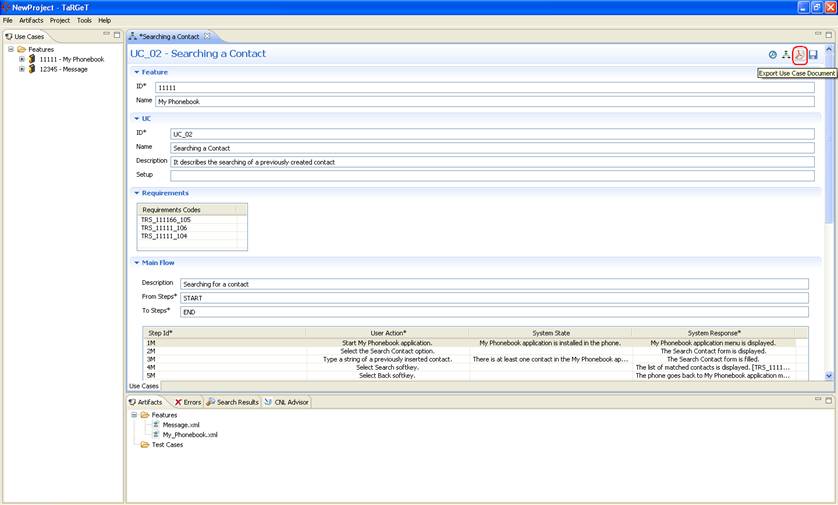 NewProject - TaRGeT
File Artifacts Project Tools Help
Use Cases
Features
11111 - My Phonebook
12345 - Message
*Searching a Contact
UC_02 - Searching a Contact
Export Use Case Document
Feature
ID* 11111
Name My Phonebook
UC
ID* UC_02
Name Searching a Contact
Description It describes the searching of a previously created contact
Setup
Requirements
Requirements Codes
TRS_111166_105
TRS_11111_106
TRS_11111_104
Main Flow
Description Searching for a contact
From Steps* START
To Steps* END
Step Id* User Action* System State System Response*
1M Start My Phonebook application. My Phonebook application is installed in the phone. My Phonebook application menu is displayed.
2M Select the Search Contact option. The Search Contact form is displayed.
3M Type a string of a previously inserted contact. There is at least one contact in the My Phonebook ap... The Search Contact form is filled.
4M Select Search softkey. The list of matched contacts is displayed. [TRS_1111...
5M Select Back softkey. The phone goes back to My Phonebook application m...
Use Cases
Artifacts Errors Search Results CNL Advisor
Features
Message.xml
My_Phonebook.xml
Test Cases